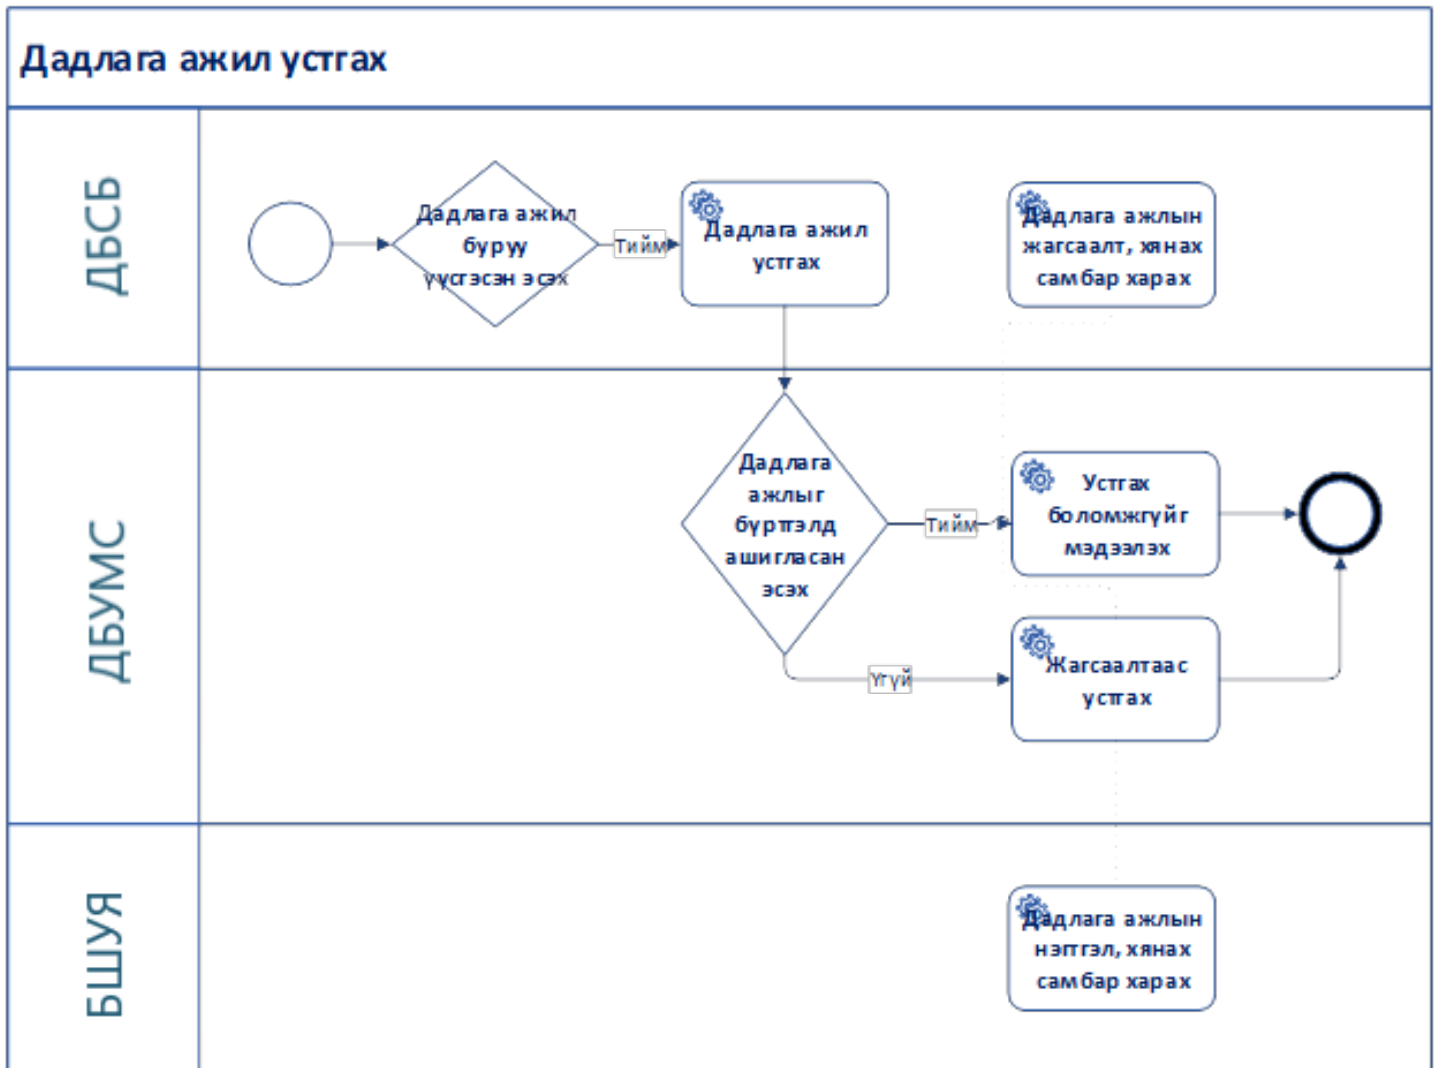 Дадлага ажил устгах
ДБСБ
Дадлага ажил
буруу
үүсгэсэн эсэх
Тийм
Дадлага ажил
устгах
Дадлага ажлын
жагсаалт, хянах
самбар харах
ДБУМС
Дадлага
ажлыг
бүртгэлд
ашигласан
эсэх
Тийм
Устгах
боломжгүйг
мэдээлэх
Үгүй
Жагсаалтаас
устгах
БШУЯ
Дадлага ажлын
нэгтгэл, хянах
самбар харах